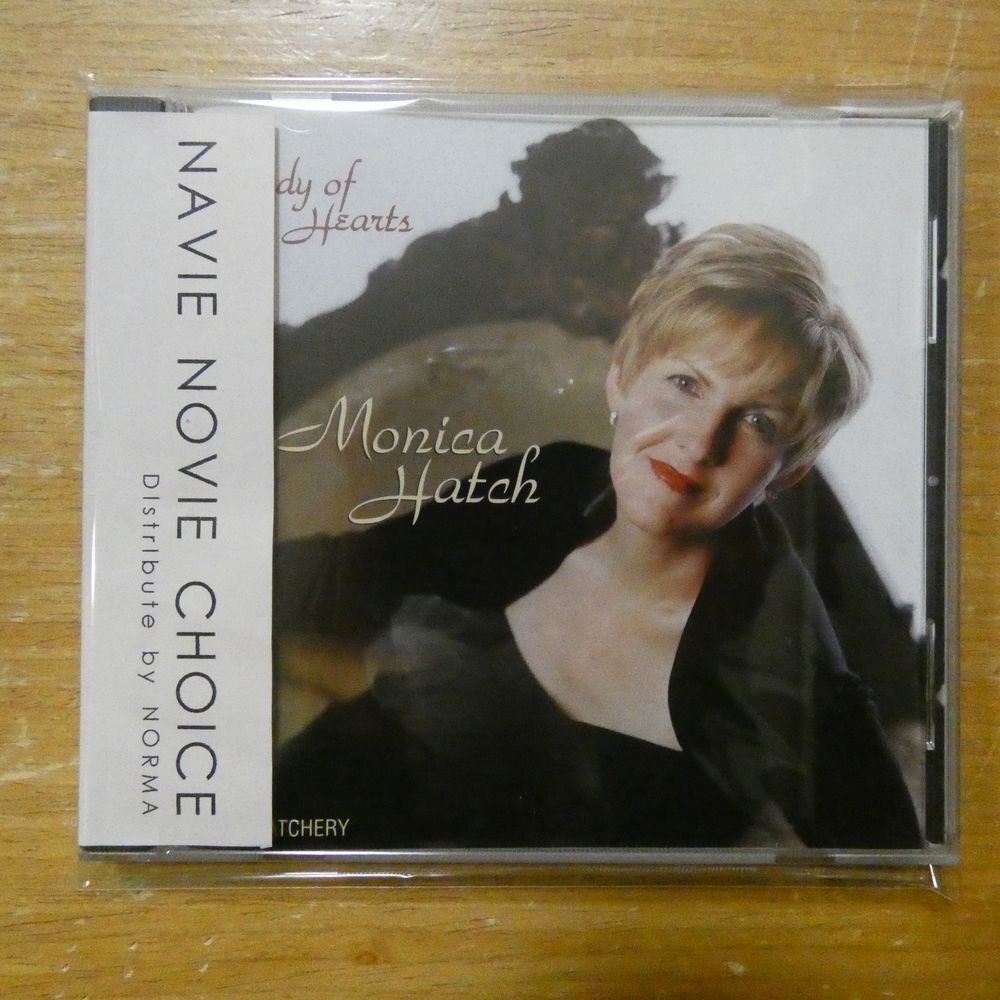 NAVIE NOVIE CHOICE
Distribute by NORMA
dy of
Hearts
Monica
Hatch
TCHERY